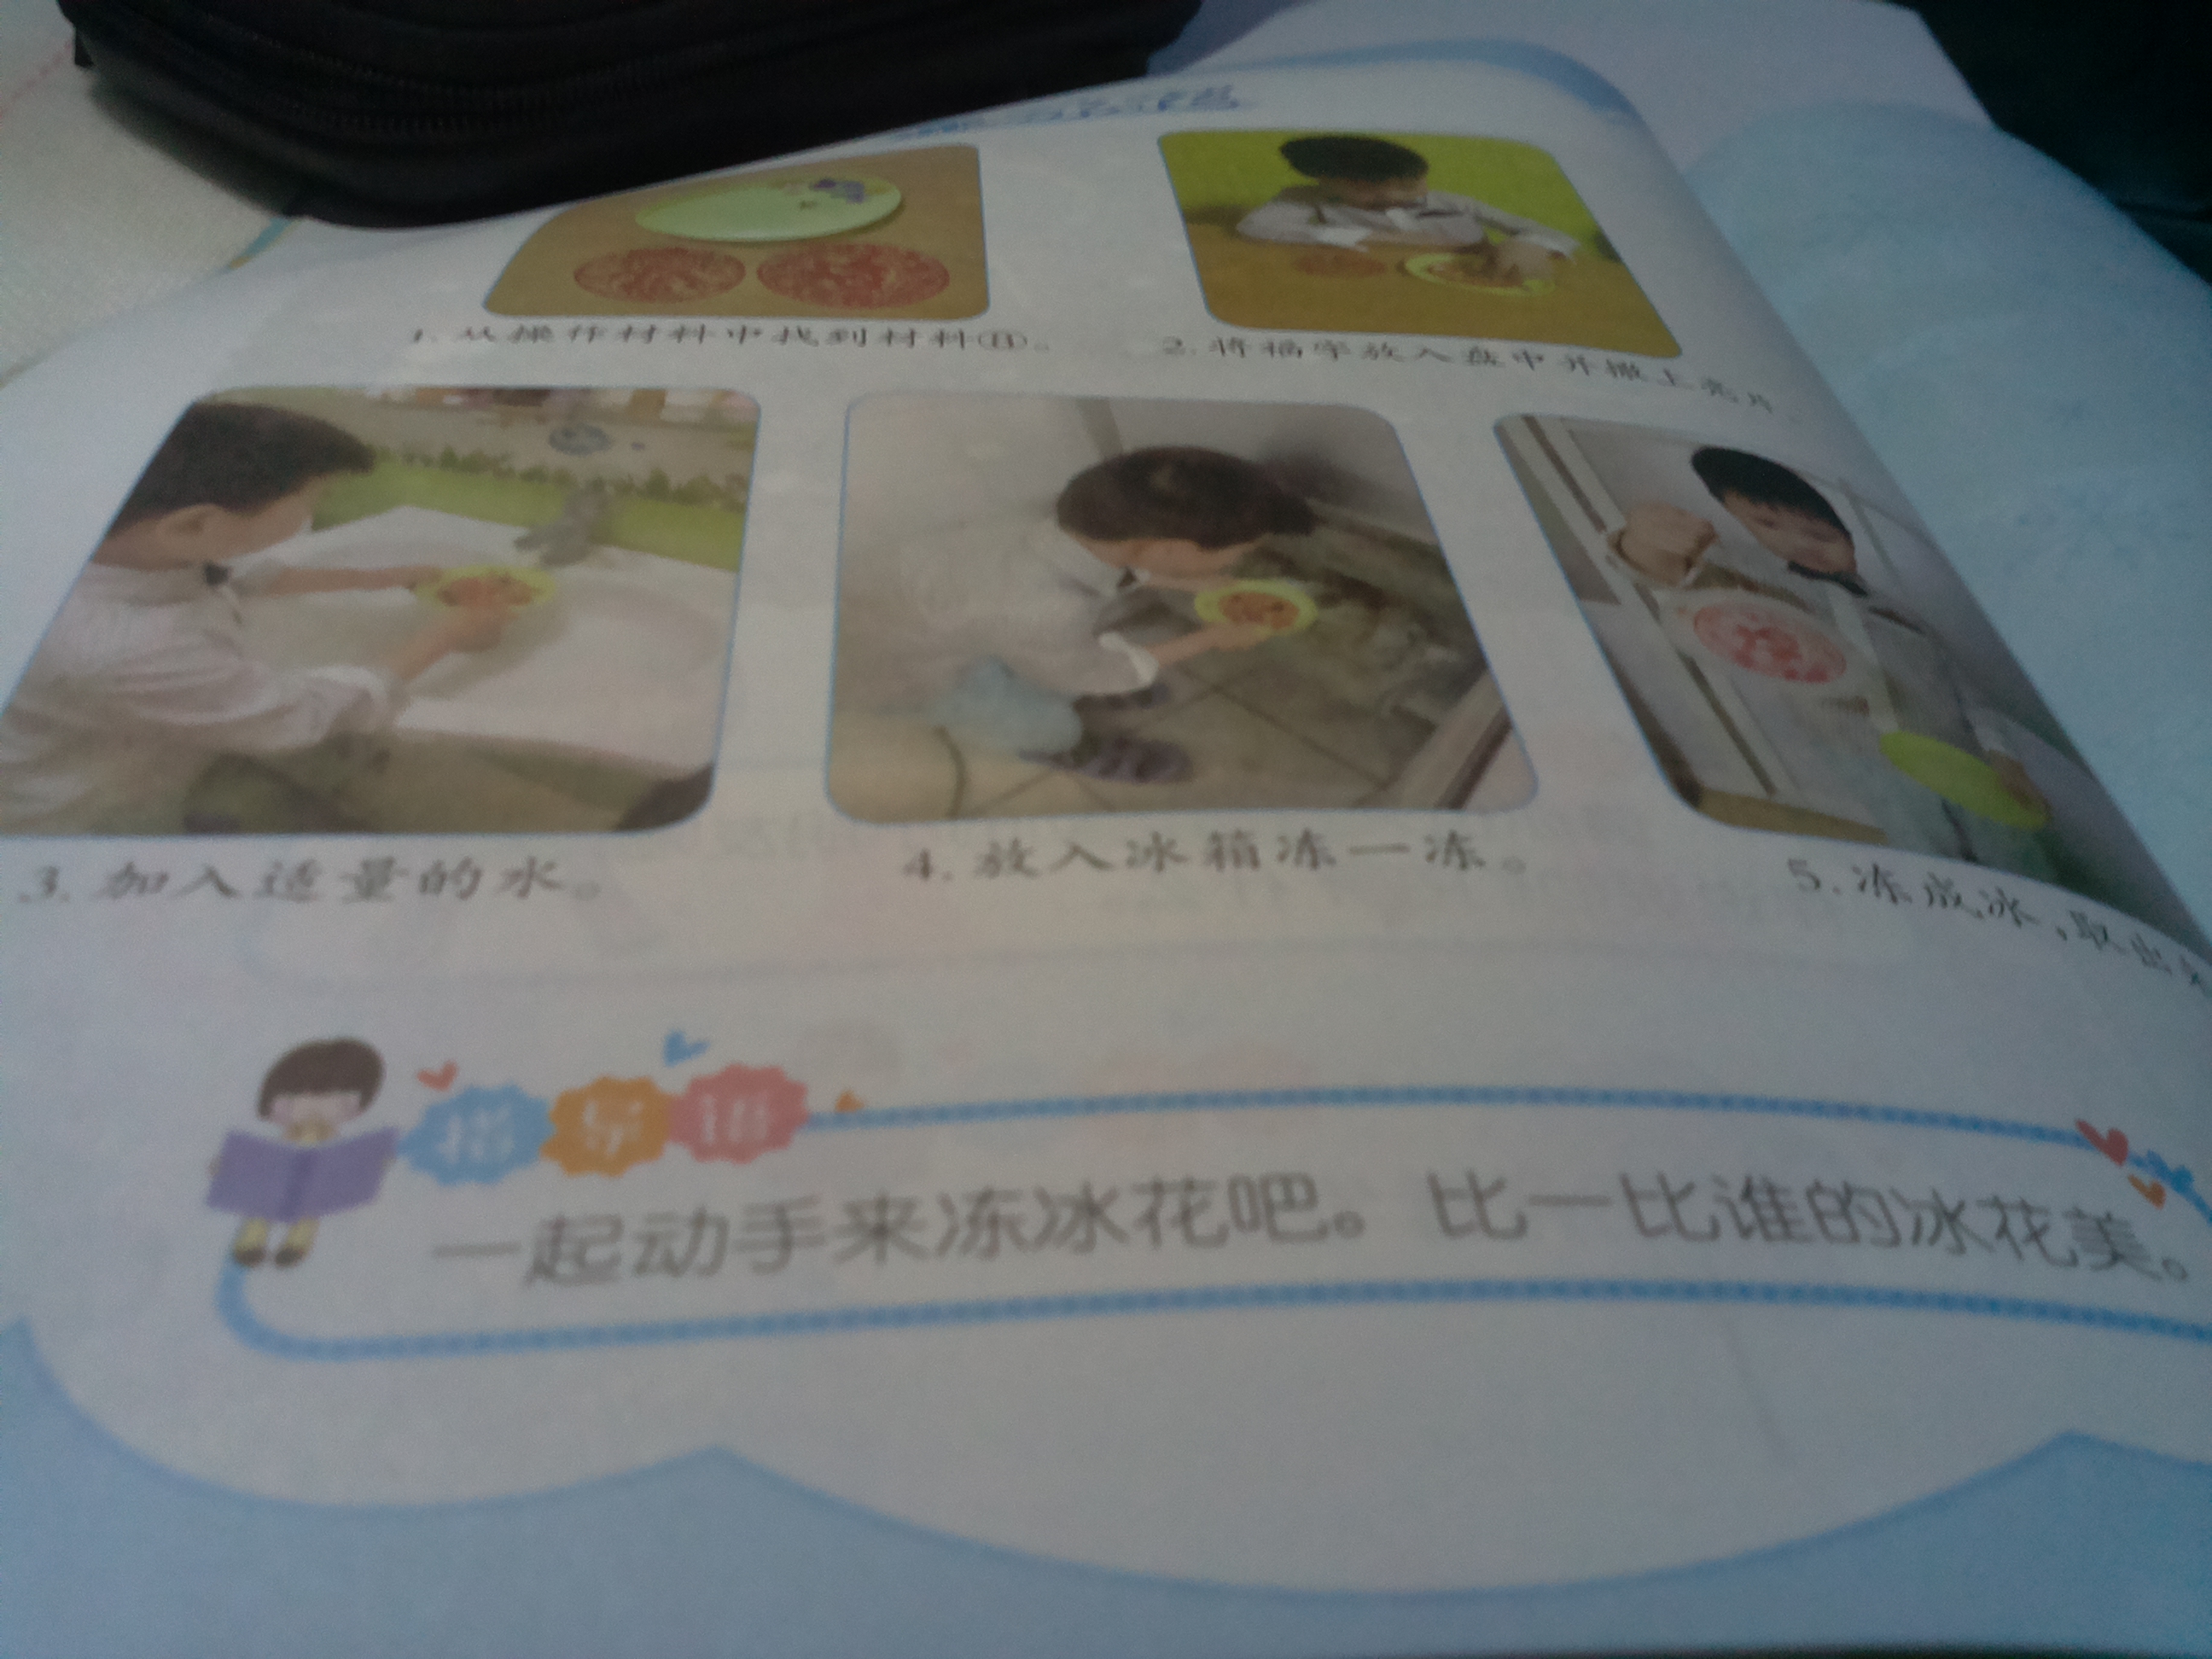 1. 从操作材料中找到材料⑪。
2. 将福字放入盘中并撒上亮片。
3. 加入适量的水。
4. 放入冰箱冻一冻。
5. 冻成冰,取出
指导语
一起动手来冻冰花吧。比一比谁的冰花美。